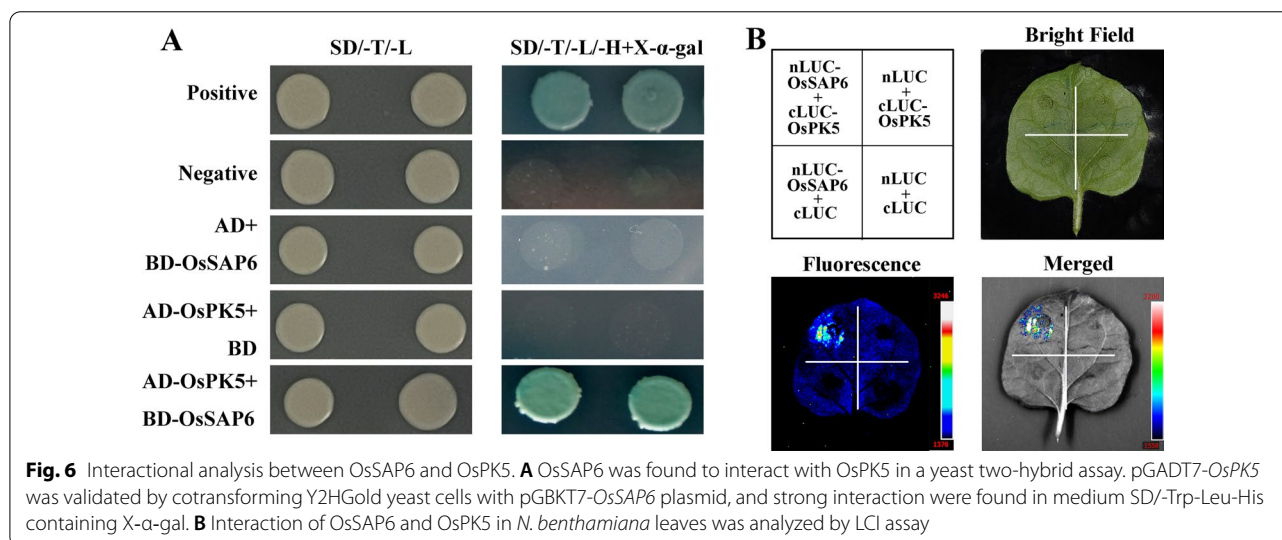 A
SD/-T/-L
SD/-T/-L/-H+X-α-gal
Positive
Negative
AD+
BD-OsSAP6
AD-OsPK5+
BD
AD-OsPK5+
BD-OsSAP6
B
nLUC-
OsSAP6
+
cLUC-
OsPK5
nLUC
+
cLUC-
OsPK5
nLUC-
OsSAP6
+
cLUC
nLUC
+
cLUC
Bright Field
Fluorescence
3246
1376
Merged
Fig. 6 Interactional analysis between OsSAP6 and OsPK5. A OsSAP6 was found to interact with OsPK5 in a yeast two-hybrid assay. pGADT7-OsPK5
was validated by cotransforming Y2HGold yeast cells with pGBKT7-OsSAP6 plasmid, and strong interaction were found in medium SD/-Trp-Leu-His
containing X-α-gal. B Interaction of OsSAP6 and OsPK5 in N. benthamiana leaves was analyzed by LCI assay